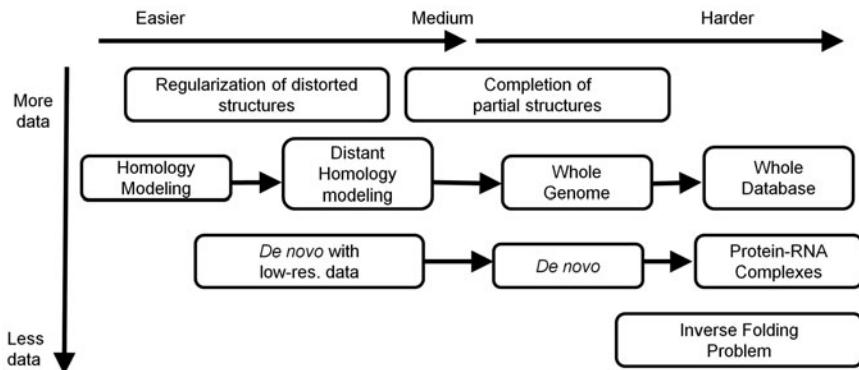 Easier
Medium
Harder
More
data
Regularization of distorted
structures
Completion of
partial structures
Homology
Modeling
Distant
Homology
modeling
Whole
Genome
Whole
Database
De novo with
low-res. data
De novo
Protein-RNA
Complexes
Less
data
Inverse Folding
Problem